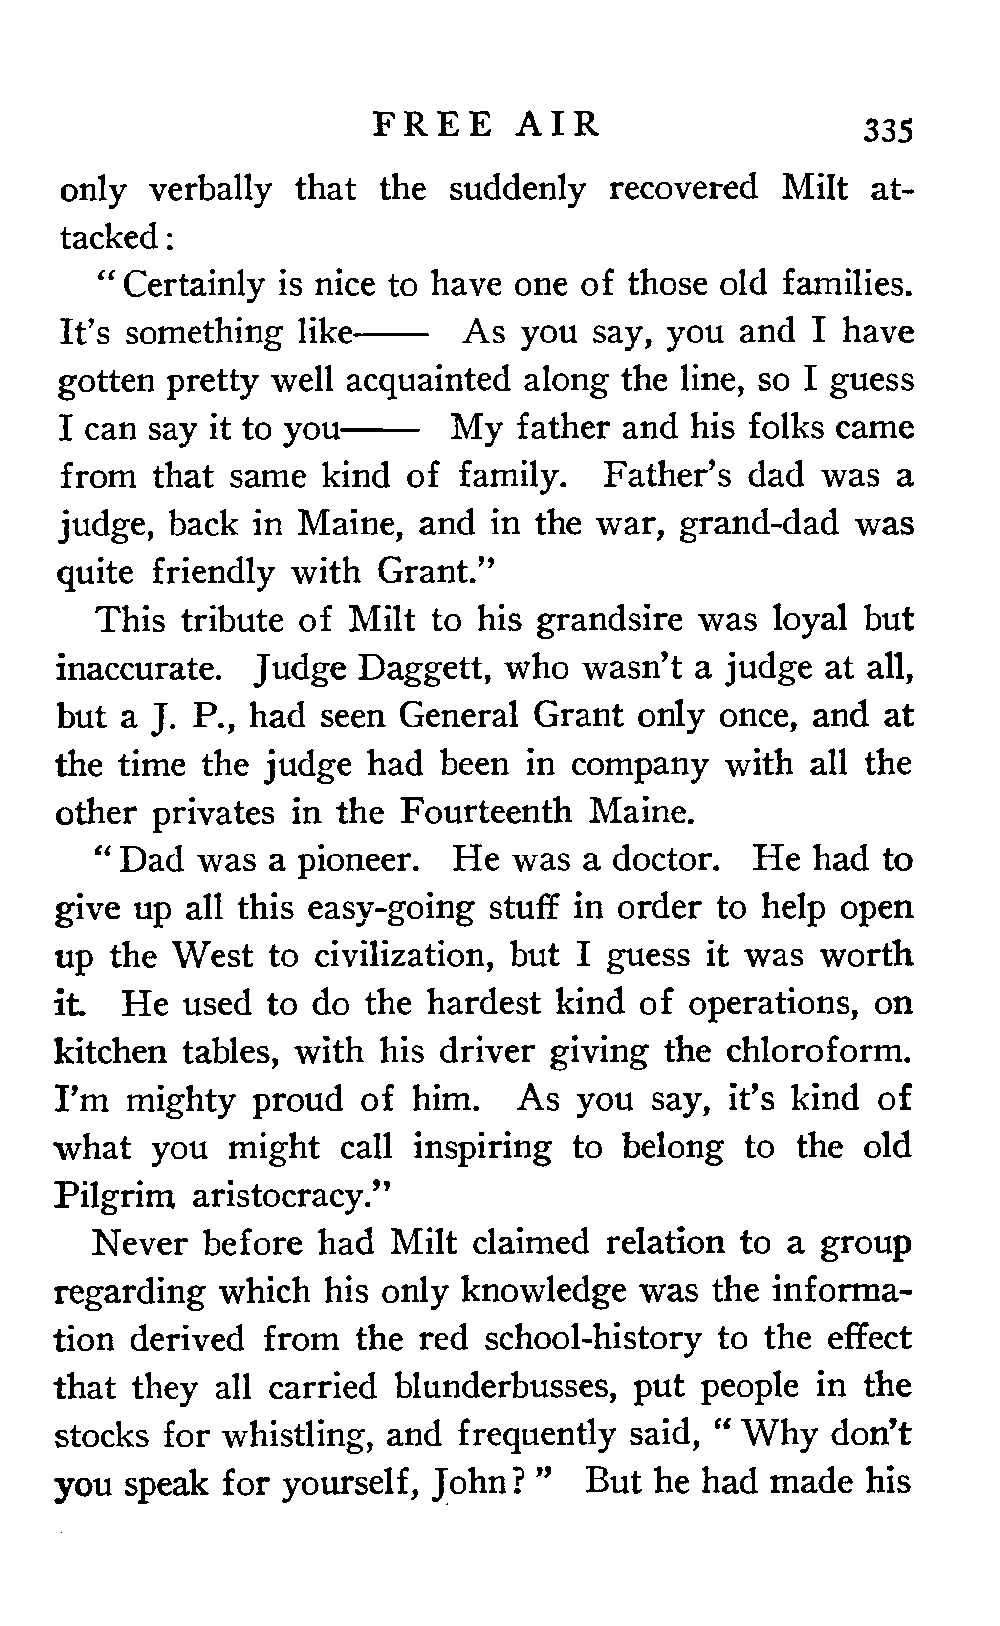 FREE AIR 335
only verbally that the suddenly recovered Milt at-
tacked:
"Certainly is nice to have one of those old families.
It's something like—— As you say, you and I have
gotten pretty well acquainted along the line, so I guess
I can say it to you—— My father and his folks came
from that same kind of family. Father's dad was a
judge, back in Maine, and in the war, grand-dad was
quite friendly with Grant."
This tribute of Milt to his grandsire was loyal but
inaccurate. Judge Daggett, who wasn't a judge at all,
but a J. P., had seen General Grant only once, and at
the time the judge had been in company with all the
other privates in the Fourteenth Maine.
"Dad was a pioneer. He was a doctor. He had to
give up all this easy-going stuff in order to help open
up the West to civilization, but I guess it was worth
it. He used to do the hardest kind of operations, on
kitchen tables, with his driver giving the chloroform.
I'm mighty proud of him. As you say, it's kind of
what you might call inspiring to belong to the old
Pilgrim aristocracy."
Never before had Milt claimed relation to a group
regarding which his only knowledge was the informa-
tion derived from the red school-history to the effect
that they all carried blunderbusses, put people in the
stocks for whistling, and frequently said, "Why don't
you speak for yourself, John?" But he had made his